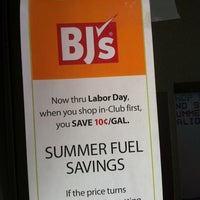 BJ's
Now thru Labor Day,
when you shop in-Club first,
you SAVE 10¢/GAL.
SUMMER FUEL
SAVINGS
If the price turns